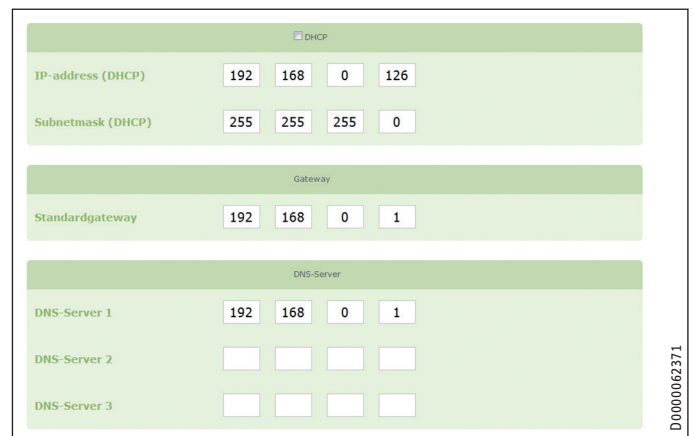 DHCP
IP-address (DHCP) 192 168 0 126
Subnetmask (DHCP) 255 255 255 0
Gateway
Standardgateway 192 168 0 1
DNS-Server
DNS-Server 1 192 168 0 1
DNS-Server 2
DNS-Server 3
D0000062371